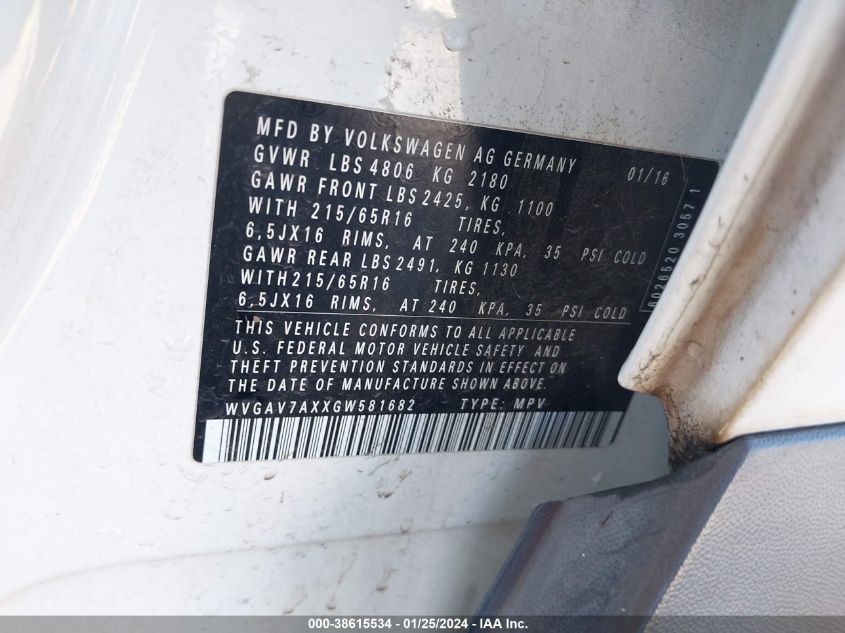 MFD BY VOLKSWAGEN AG GERMANY 01/16
GVWR LBS 4806 KG 2180
GAWR FRONT LBS 2425, KG 1100
WITH 215/65R16 TIRES,
6,5JX16 RIMS, AT 240 KPA, 35 PSI COLD
GAWR REAR LBS 2491, KG 1130
WITH 215/65R16 TIRES,
6,5JX16 RIMS, AT 240 KPA, 35 PSI COLD
THIS VEHICLE CONFORMS TO ALL APPLICABLE
U.S. FEDERAL MOTOR VEHICLE SAFETY AND
THEFT PREVENTION STANDARDS IN EFFECT ON
THE DATE OF MANUFACTURE SHOWN ABOVE.
WVGAV7AXXGW581682 TYPE: MPV
6026520 3057 1
000-38615534 - 01/25/2024 - IAA Inc.